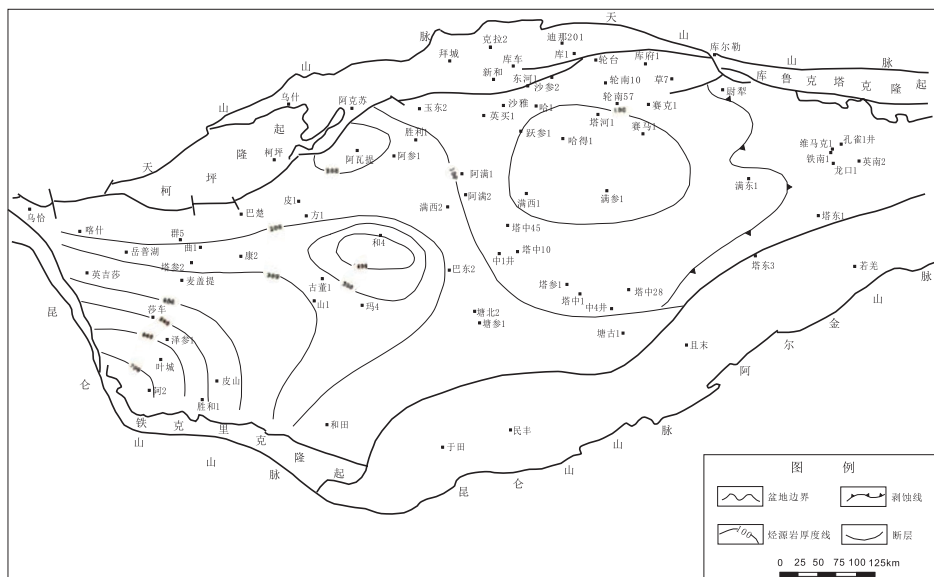 天
山
脉
迪那201
克拉2
库尔勒
山
脉
拜城
库车
库1
轮台
库府1
库鲁克塔克隆起
新和
东河1
沙参2
轮南10
草7
尉犁
山
乌什
阿克苏
玉东2
沙雅
哈1
轮南57
赛克1
山
起
胜利1
英买1
塔河1
赛马1
跃参1
哈得1
维马克1
孔雀1井
隆
柯坪
阿瓦提
阿参1
铁南1
英南2
天
坪
阿满1
龙口1
柯
阿满2
满东1
皮1
满西2
满西1
满参1
乌恰
巴楚
方1
塔东1
喀什
群5
和4
塔中45
岳善湖
曲1
康2
中1井
塔中10
塔参2
巴东2
塔东3
若羌
英吉莎
麦盖提
古董1
塔参1
塔中28
脉
昆
莎车
山1
玛4
塔中1
中4井
山
塘北2
塘参1
金
泽参1
塘古1
且末
尔
叶城
阿
仑
皮山
阿2
胜和1
铁克里克隆起
和田
民丰
脉
山
于田
山
山
山
脉
仑
昆
图 例
盆地边界
剥蚀线
100
烃源岩厚度线
断层
0 25 50 75 100 125km